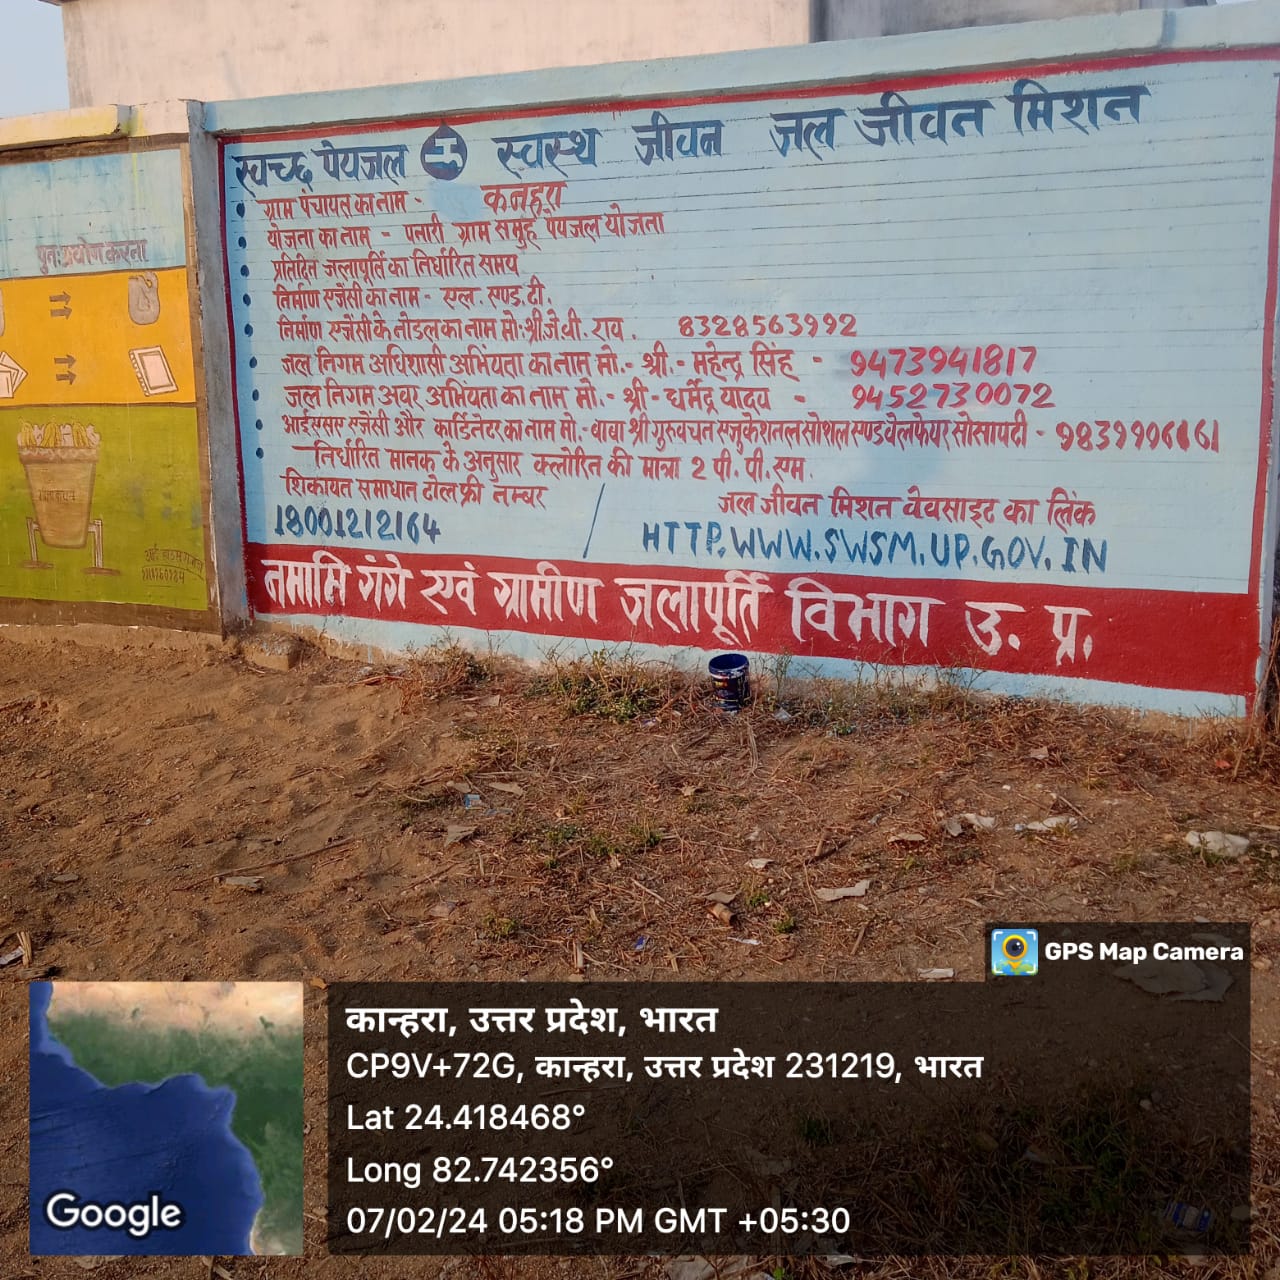 स्वच्छ पेयजल स्वस्थ जीवन जल जीवन मिशन
ग्राम पंचायत का नाम - कनहरा
योजना का नाम - पनारी ग्राम समुह पेयजल योजना
प्रतिदिन जलापूर्ति का निर्धारित समय
निर्माण एजेंसी का नाम - एल. एण्ड. टी.
निर्माण एजेंसी के नोडल का नाम मो. श्री जे. वी. राव. 8328563992
जल निगम अधिशासी अभियंता का नाम मो.- श्री.- महेन्द्र सिंह - 9473941817
जल निगम अवर अभियंता का नाम मो.- श्री - धर्मेंद्र यादव - 9452730072
आईएसए एजेंसी और कार्डिनेटर का नाम मो.- बाबा श्री गुरुवचन एजुकेशनल सोशल एण्ड वेलफेयर सोसायटी - 9839996161
निर्धारित मानक के अनुसार क्लोरिन की मात्रा 2 पी. पी. एम.
शिकायत समाधान टोल फ्री नम्बर
18001212164
जल जीवन मिशन वेवसाइट का लिंक
HTTP.WWW.SWSM.UP.GOV.IN
नमामि गंगे एवं ग्रामीण जलापूर्ति विभाग उ. प्र.
पुनः प्रयोग करना
GPS Map Camera
कान्हरा, उत्तर प्रदेश, भारत
CP9V+72G, कान्हरा, उत्तर प्रदेश 231219, भारत
Lat 24.418468°
Long 82.742356°
07/02/24 05:18 PM GMT +05:30
Google